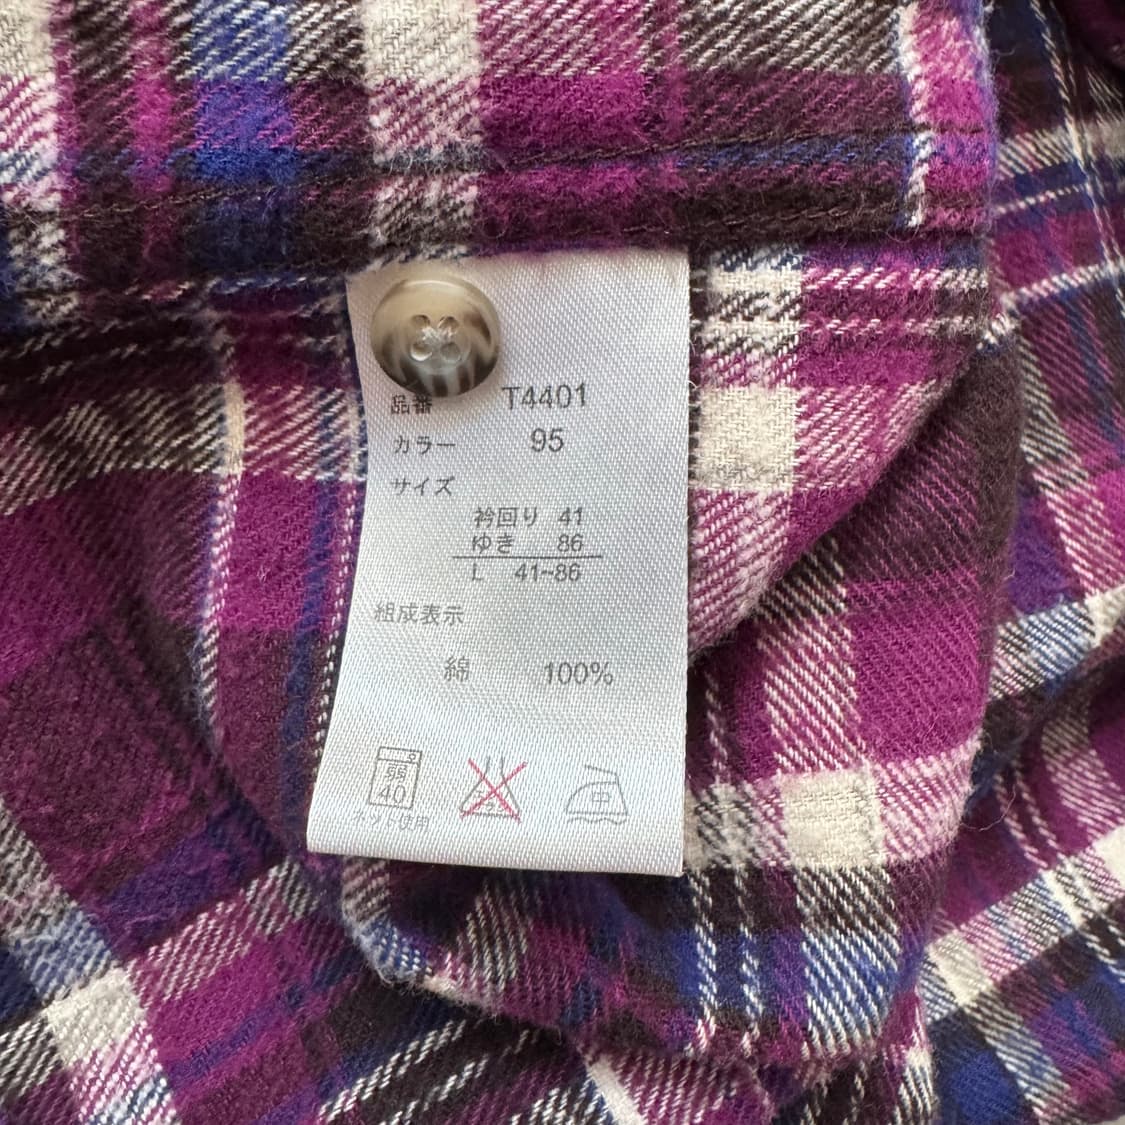 品番 T4401
カラー 95
サイズ
衿回り 41
ゆき 86
L 41-86
組成表示
綿 100%
弱
40
ネット使用
中